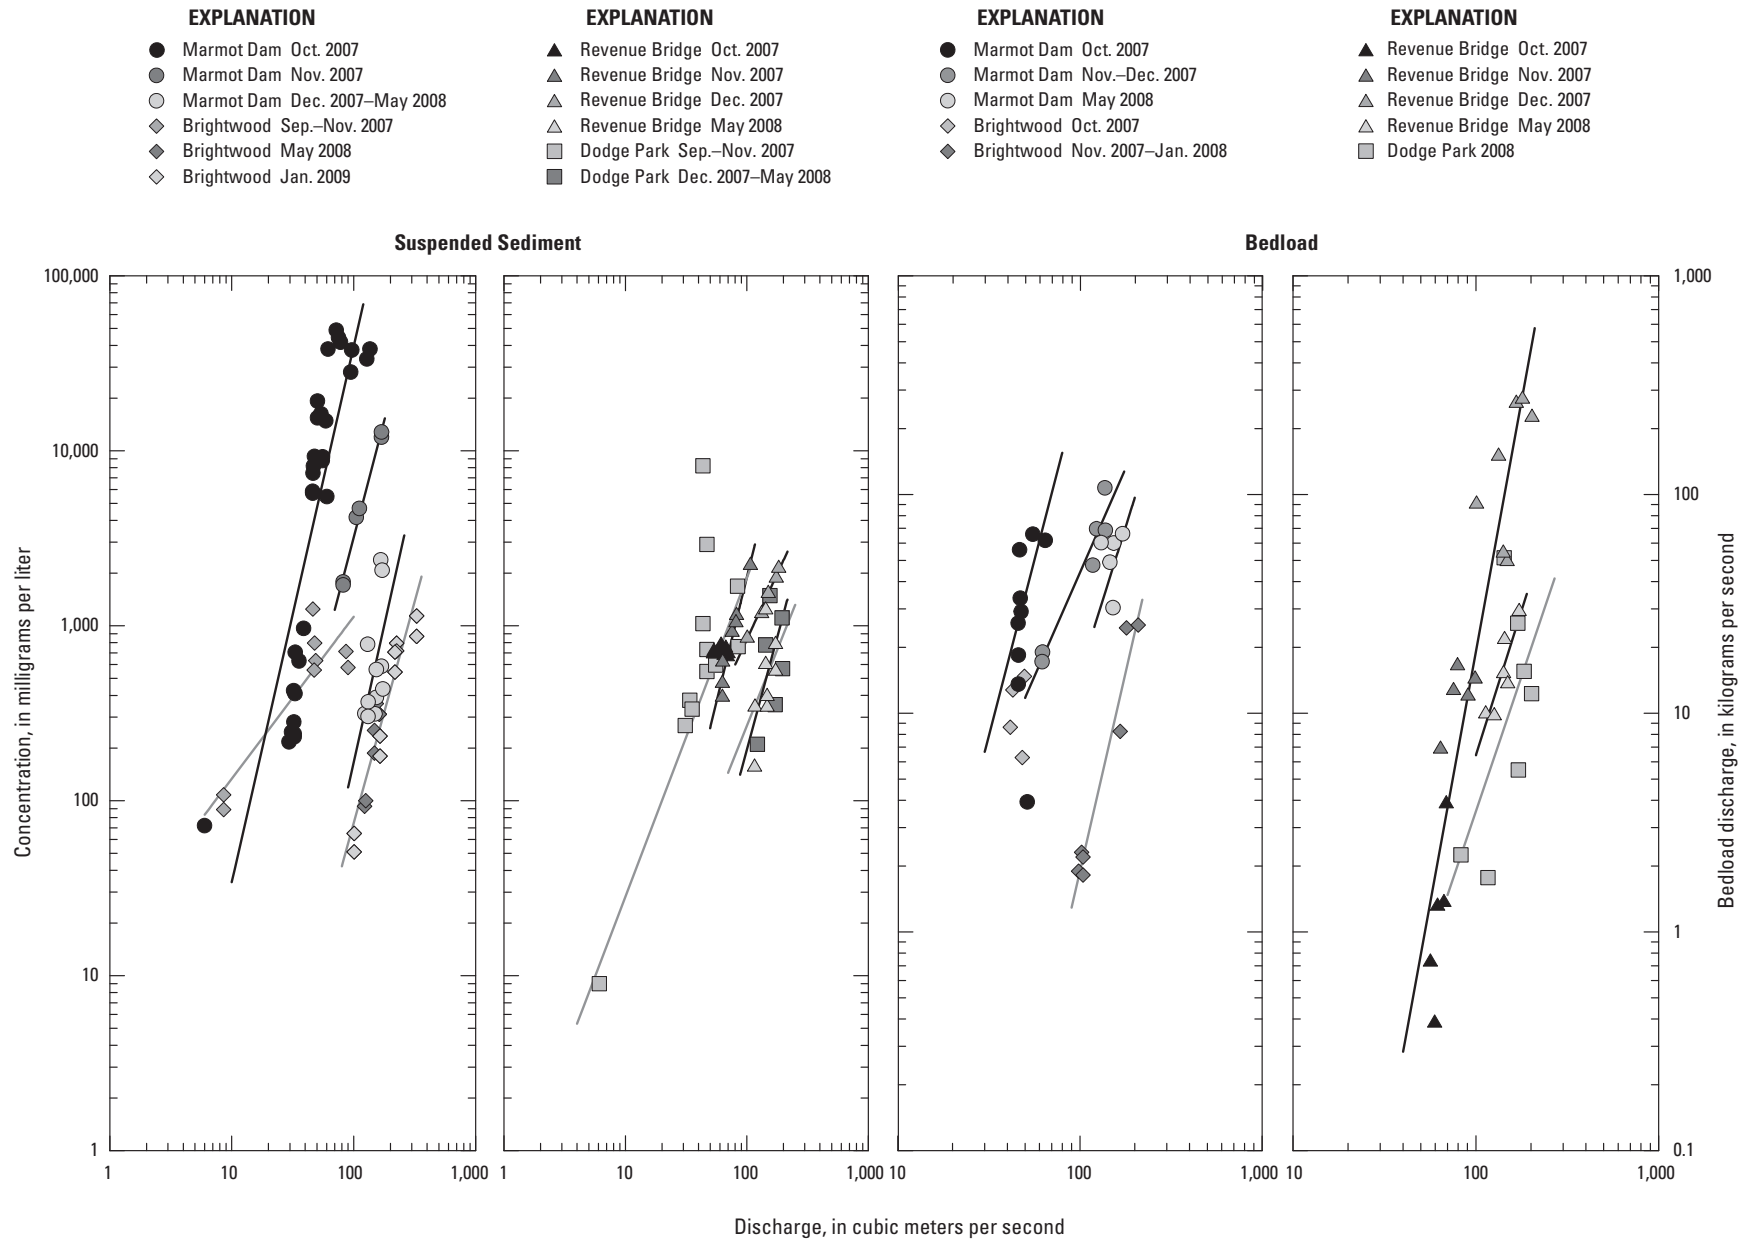 EXPLANATION
Marmot Dam Oct. 2007
Marmot Dam Nov. 2007
Marmot Dam Dec. 2007–May 2008
Brightwood Sep.–Nov. 2007
Brightwood May 2008
Brightwood Jan. 2009
EXPLANATION
Revenue Bridge Oct. 2007
Revenue Bridge Nov. 2007
Revenue Bridge Dec. 2007
Revenue Bridge May 2008
Dodge Park Sep.–Nov. 2007
Dodge Park Dec. 2007–May 2008
EXPLANATION
Marmot Dam Oct. 2007
Marmot Dam Nov.–Dec. 2007
Marmot Dam May 2008
Brightwood Oct. 2007
Brightwood Nov. 2007–Jan. 2008
EXPLANATION
Revenue Bridge Oct. 2007
Revenue Bridge Nov. 2007
Revenue Bridge Dec. 2007
Revenue Bridge May 2008
Dodge Park 2008
Suspended Sediment
Bedload
Concentration, in milligrams per liter
100,000
10,000
1,000
100
10
1
1 10 100 1,000
1 10 100 1,000
10 100 1,000
10 100 1,000
1,000
100
10
1
0.1
Bedload discharge, in kilograms per second
Discharge, in cubic meters per second